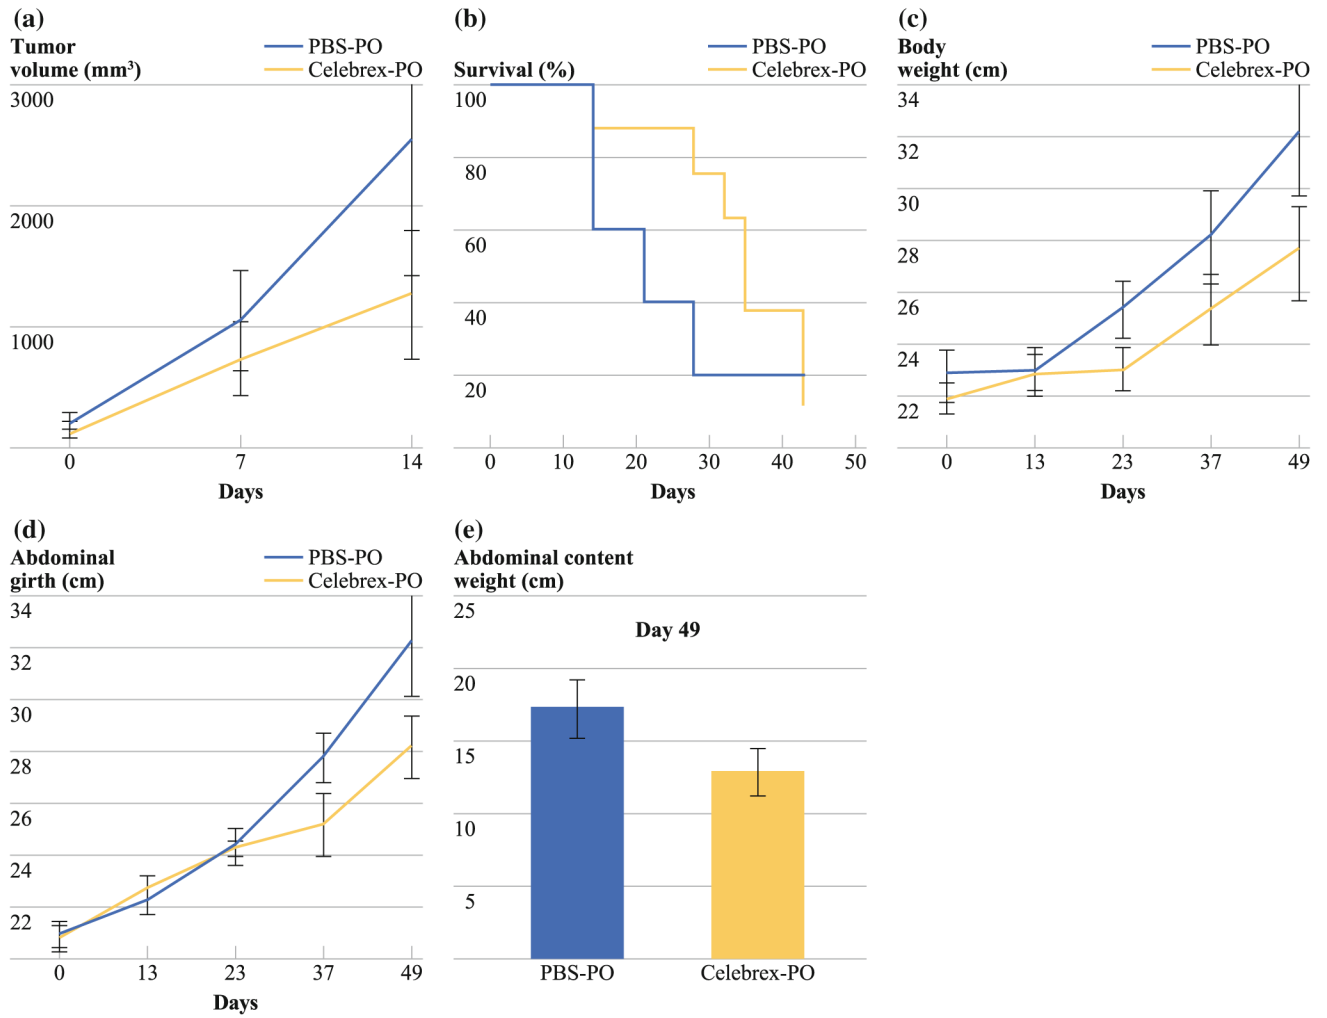 (a)
Tumor
volume (mm³)
PBS-PO
Celebrex-PO
3000
2000
1000
0 7 14
Days
(b)
Survival (%)
PBS-PO
Celebrex-PO
100
80
60
40
20
0 10 20 30 40 50
Days
(c)
Body
weight (cm)
PBS-PO
Celebrex-PO
34
32
30
28
26
24
22
0 13 23 37 49
Days
(d)
Abdominal
girth (cm)
PBS-PO
Celebrex-PO
34
32
30
28
26
24
22
0 13 23 37 49
Days
(e)
Abdominal content
weight (cm)
25
Day 49
20
15
10
5
PBS-PO Celebrex-PO